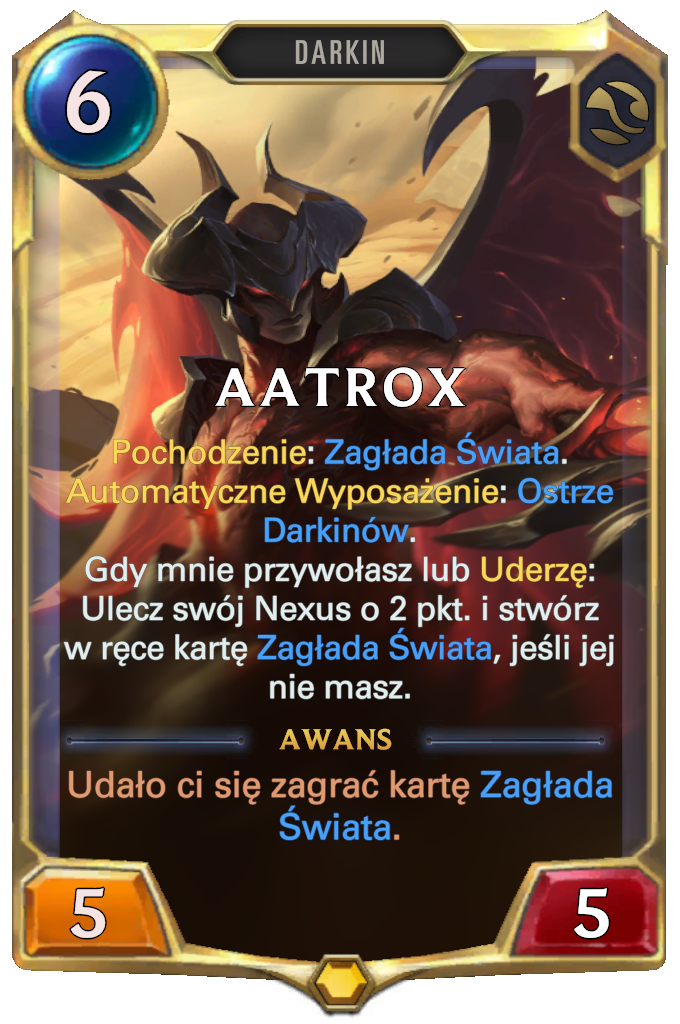 DARKIN
6
AATROX
Pochodzenie: Zagłada Świata.
Automatyczne Wyposażenie: Ostrze
Darkinów.
Gdy mnie przywołasz lub Uderzę:
Ulecz swój Nexus o 2 pkt. i stwórz
w ręce kartę Zagłada Świata, jeśli jej
nie masz.
AWANS
Udało ci się zagrać kartę Zagłada
Świata.
5
5